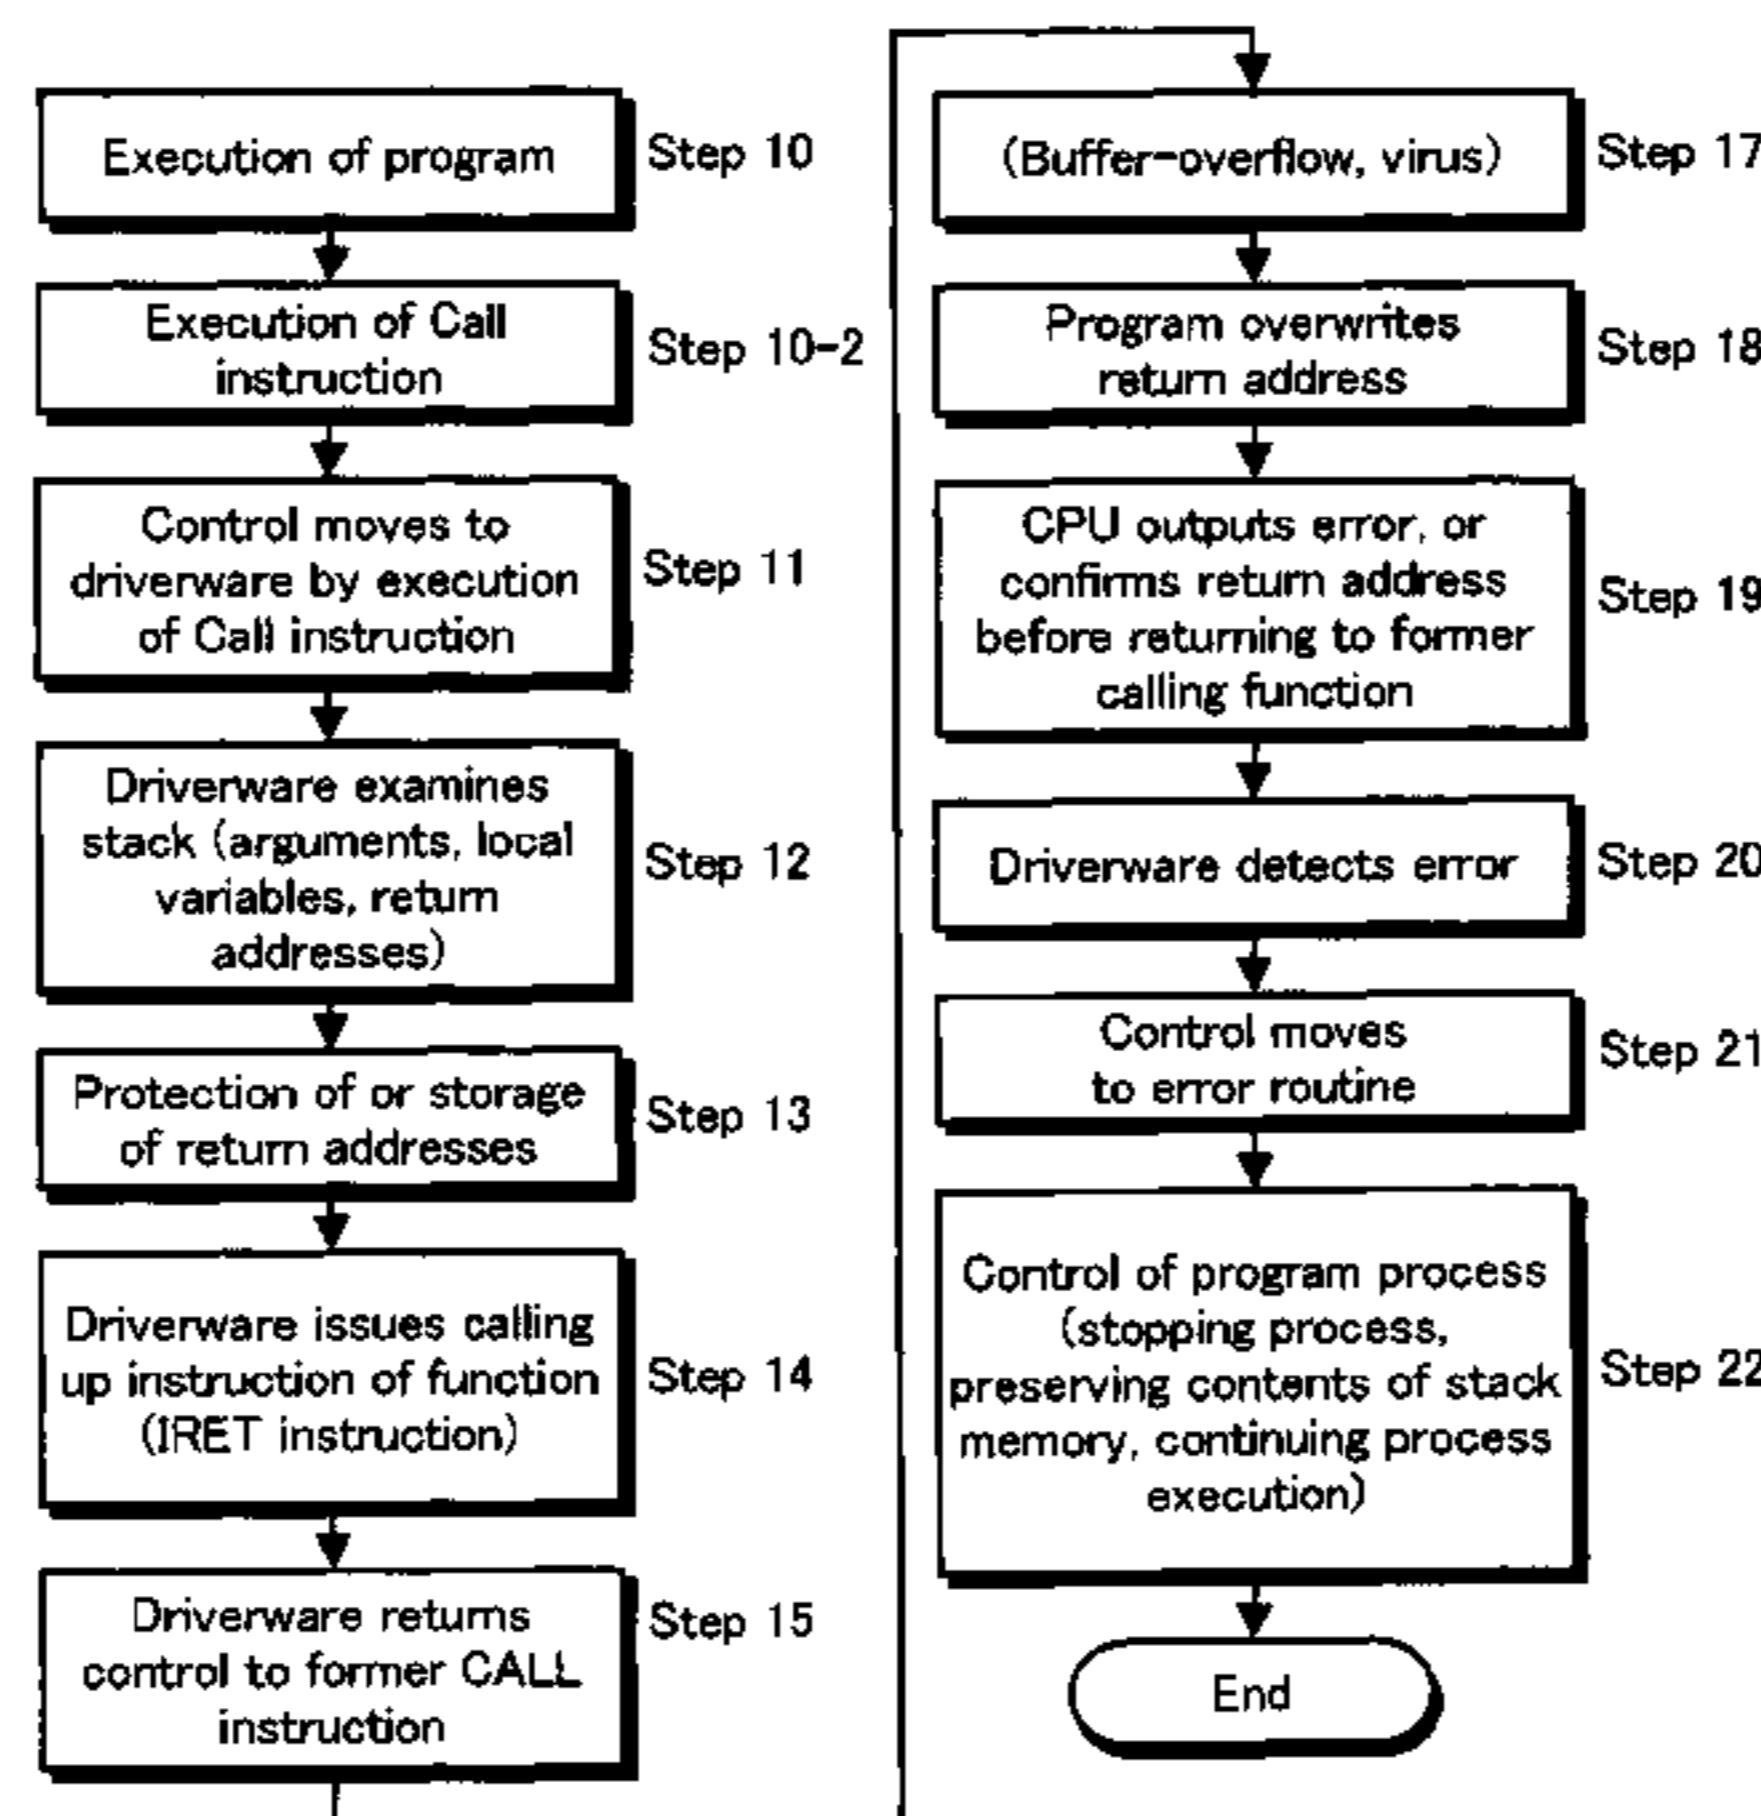 Execution of program
Step 10
Execution of Call
instruction
Step 10-2
Control moves to
driverware by execution
of Call instruction
Step 11
Driverware examines
stack (arguments, local
variables, return
addresses)
Step 12
Protection of or storage
of return addresses
Step 13
Driverware issues calling
up instruction of function
(IRET instruction)
Step 14
Driverware returns
control to former CALL
instruction
Step 15
(Buffer-overflow, virus)
Step 17
Program overwrites
return address
Step 18
CPU outputs error, or
confirms return address
before returning to former
calling function
Step 19
Driverware detects error
Step 20
Control moves
to error routine
Step 21
Control of program process
(stopping process,
preserving contents of stack
memory, continuing process
execution)
Step 22
End